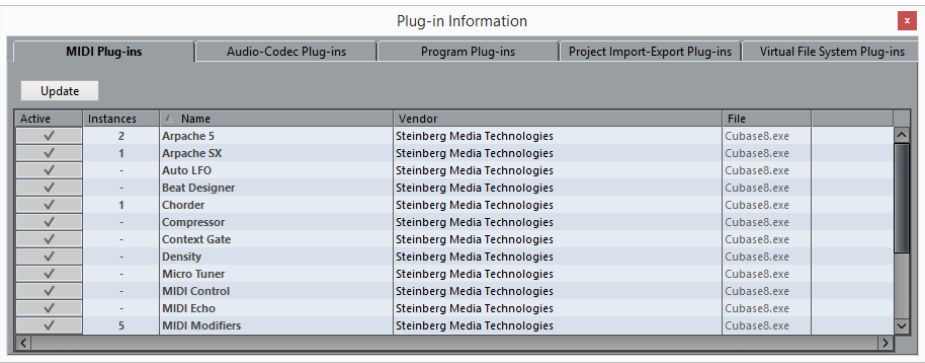 Plug-in Information
x
MIDI Plug-ins Audio-Codec Plug-ins Program Plug-ins Project Import-Export Plug-ins Virtual File System Plug-ins
Update
Active Instances Name Vendor File
2 Arpache 5 Steinberg Media Technologies Cubase8.exe
1 Arpache SX Steinberg Media Technologies Cubase8.exe
- Auto LFO Steinberg Media Technologies Cubase8.exe
- Beat Designer Steinberg Media Technologies Cubase8.exe
1 Chorder Steinberg Media Technologies Cubase8.exe
- Compressor Steinberg Media Technologies Cubase8.exe
- Context Gate Steinberg Media Technologies Cubase8.exe
- Density Steinberg Media Technologies Cubase8.exe
- Micro Tuner Steinberg Media Technologies Cubase8.exe
- MIDI Control Steinberg Media Technologies Cubase8.exe
- MIDI Echo Steinberg Media Technologies Cubase8.exe
5 MIDI Modifiers Steinberg Media Technologies Cubase8.exe